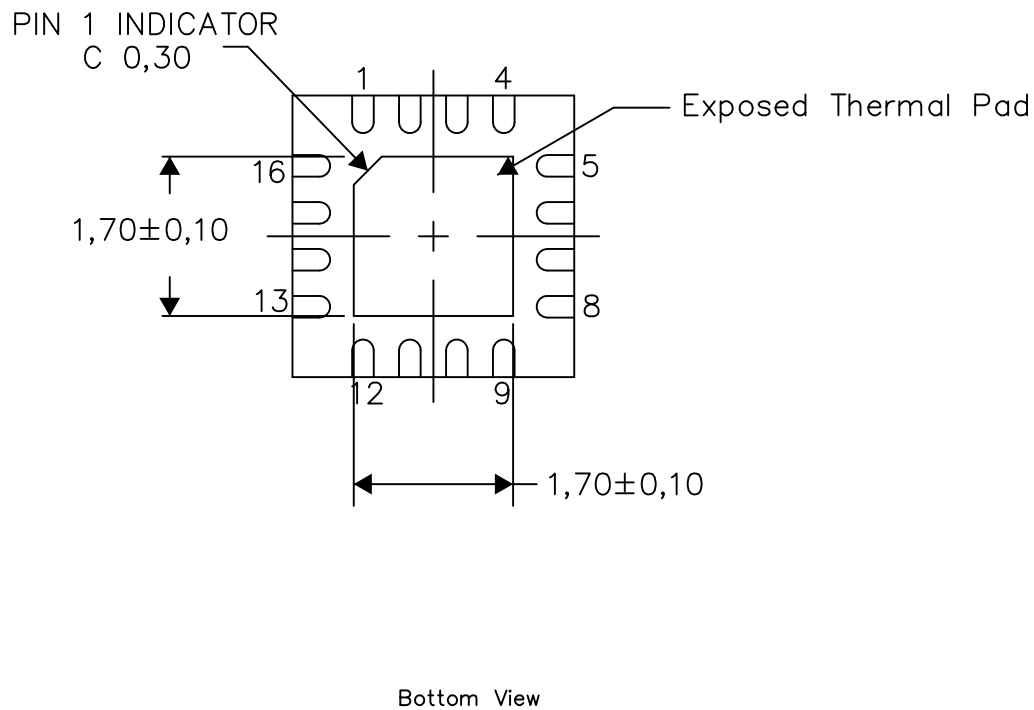 PIN 1 INDICATOR
C 0,30
1
4
Exposed Thermal Pad
16
5
1,70±0,10
13
8
12
9
1,70±0,10
Bottom View